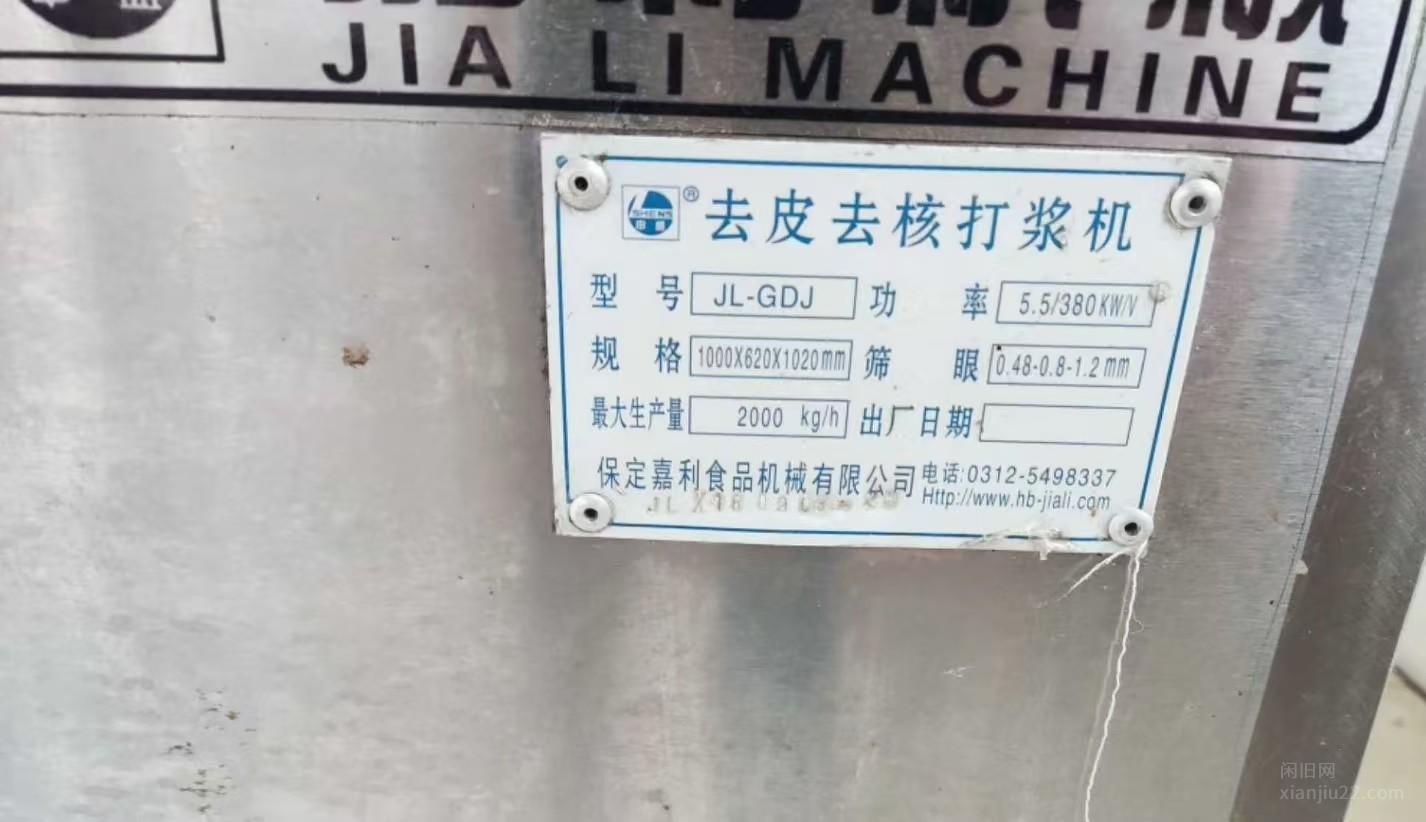 JIA LI MACHINE
SHENS
® 去皮去核打浆机
型 号 JL-GDJ 功 率 5.5/380KW/V
规 格 1000X620X1020mm 筛 眼 0.48-0.8-1.2mm
最大生产量 2000 kg/h 出厂日期
保定嘉利食品机械有限公司 电话:0312-5498337
Http://www.hb-jiali.com
闲旧网
xianjiu22.com